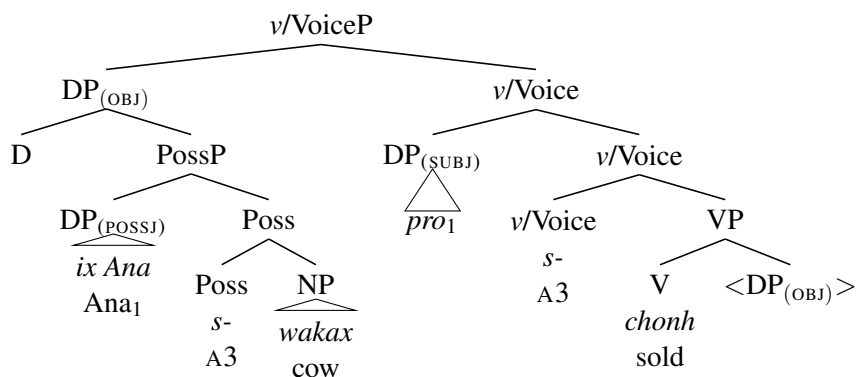 v/VoiceP
DP(OBJ) v/Voice
D PossP DP(SUBJ) v/Voice
DP(POSSJ) Poss pro1 v/Voice VP
ix Ana Poss NP s- V <DP(OBJ)>
Ana1 s- wakax A3 chonh
A3 cow sold